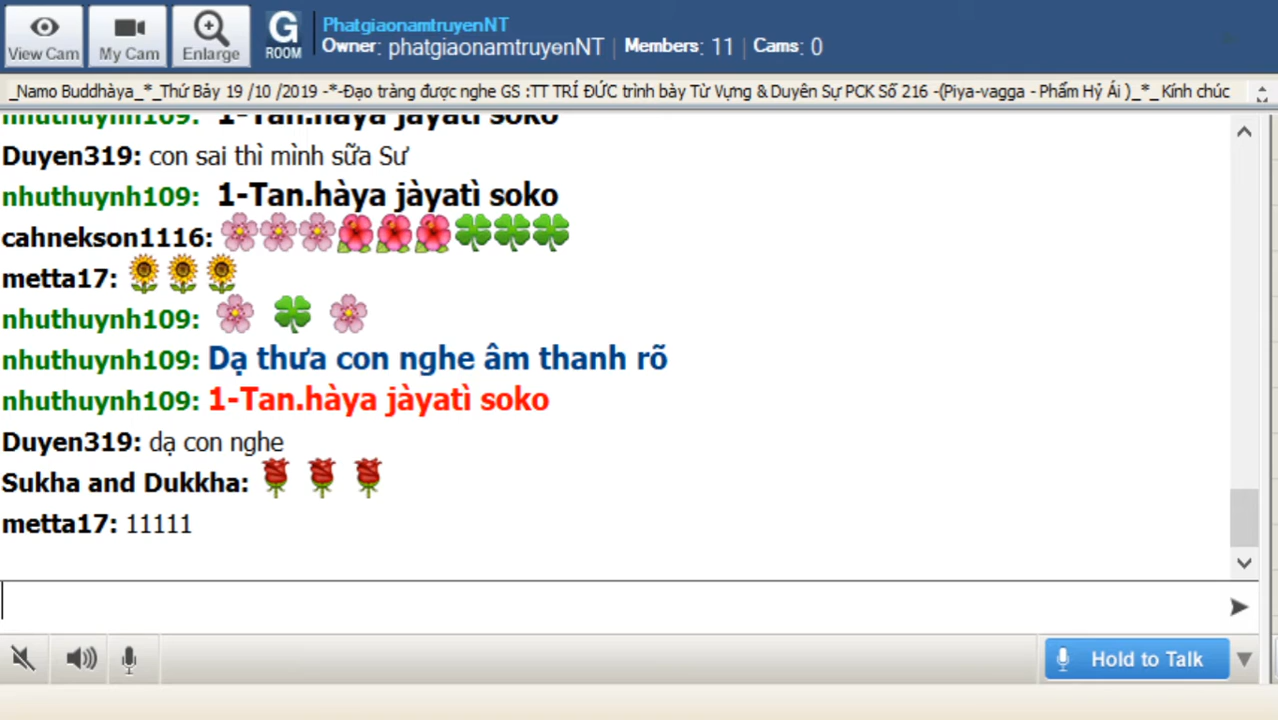 View Cam
My Cam
Enlarge
G
ROOM
PhatgiaonamtruyenNT
Owner: phatgiaonamtruyenNT | Members: 11 | Cams: 0
_Namo Buddhàya_*_Thứ Bảy 19 /10 /2019 -*-Đạo tràng được nghe GS :TT TRÍ ĐỨC trình bày Từ Vựng & Duyên Sự PCK Số 216 -(Piya-vagga - Phẩm Hỷ Ái )_*_ Kính chúc
nhuthuynh109: 1-Tan.hàya jàyatì soko
Duyen319: con sai thì mình sữa Sư
nhuthuynh109: 1-Tan.hàya jàyatì soko
cahnekson1116:
metta17:
nhuthuynh109:
nhuthuynh109: Dạ thưa con nghe âm thanh rõ
nhuthuynh109: 1-Tan.hàya jàyatì soko
Duyen319: dạ con nghe
Sukha and Dukkha:
metta17: 11111
Hold to Talk